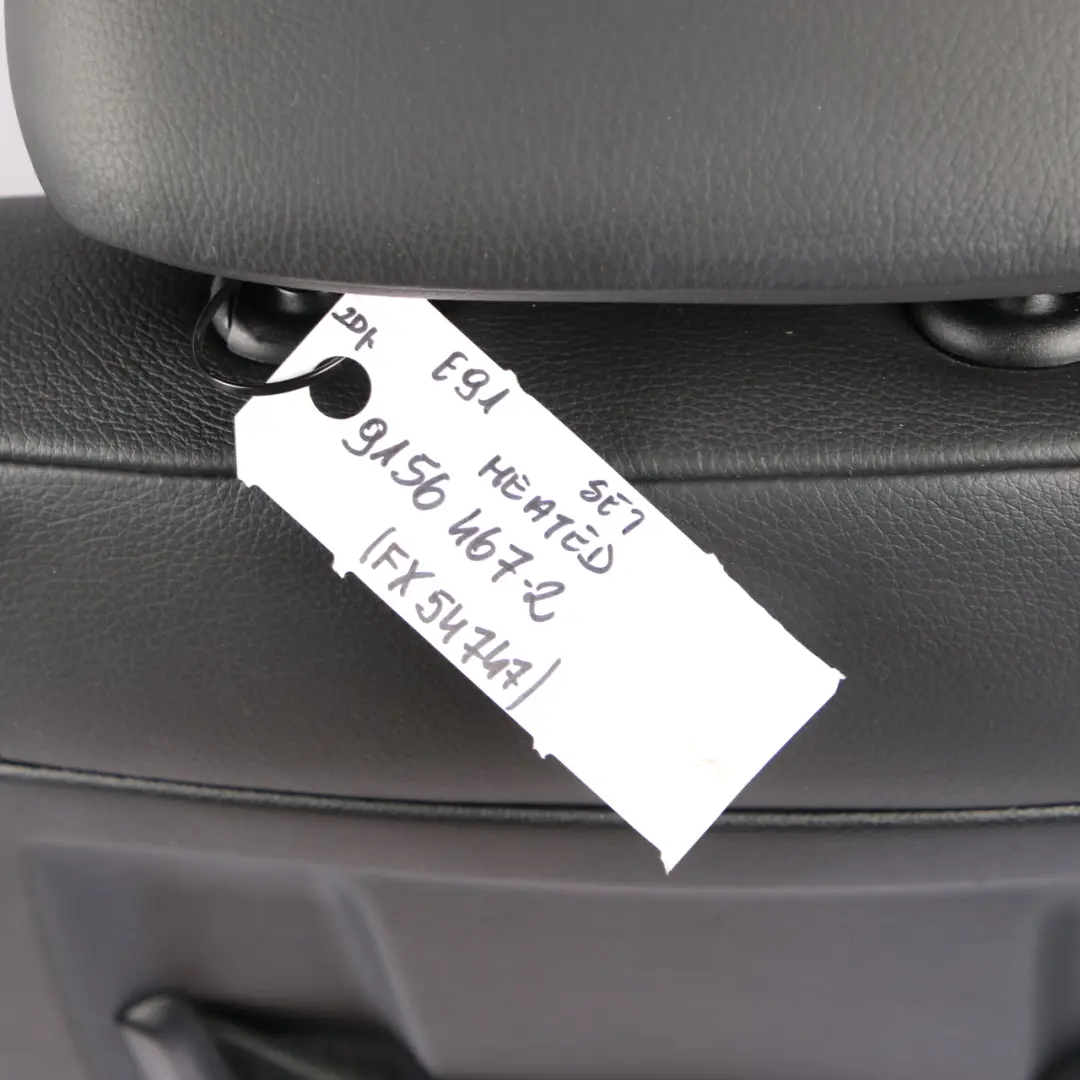 E91
SET
HEATED
9156 467-2
(FX54747)